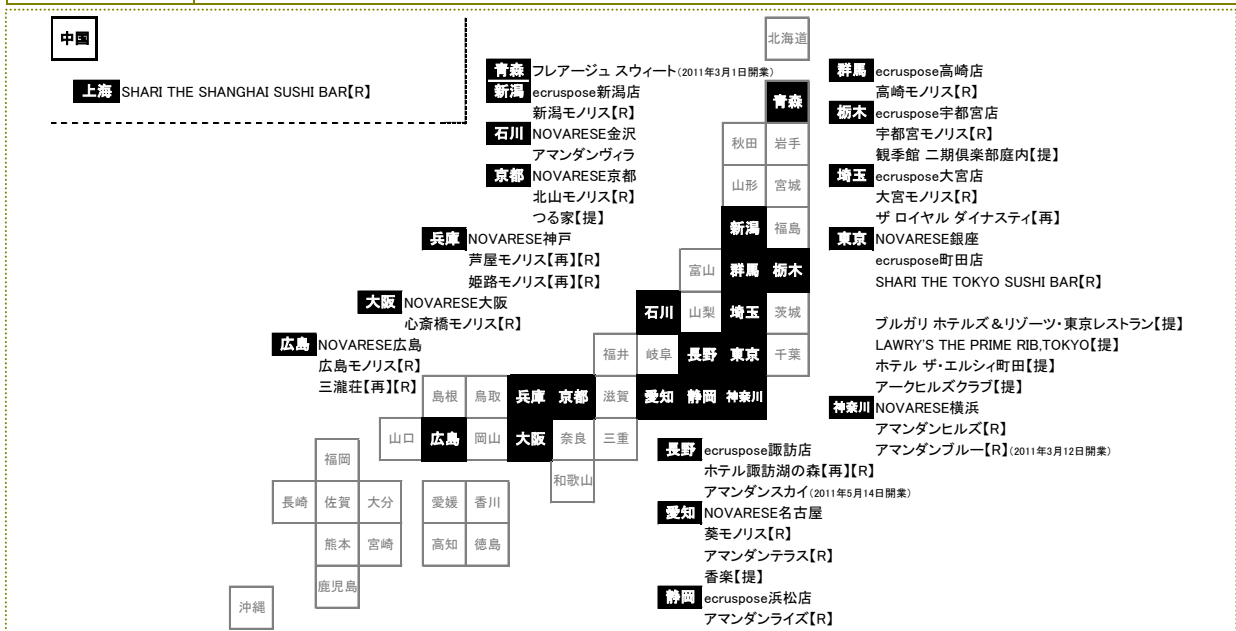 中国
上海 SHARI THE SHANGHAI SUSHI BAR【R】
青森 フレアージュ スウィート(2011年3月1日開業)
新潟 ecruspose新潟店
新潟モノリス【R】
石川 NOVARESE金沢
アマンダンヴィラ
京都 NOVARESE京都
北山モノリス【R】
つる家【提】
兵庫 NOVARESE神戸
芦屋モノリス【再】【R】
姫路モノリス【再】【R】
大阪 NOVARESE大阪
心斎橋モノリス【R】
広島 NOVARESE広島
広島モノリス【R】
三瀧荘【再】【R】
群馬 ecruspose高崎店
高崎モノリス【R】
栃木 ecruspose宇都宮店
宇都宮モノリス【R】
観季館 二期倶楽部庭内【提】
埼玉 ecruspose大宮店
大宮モノリス【R】
ザ ロイヤル ダイナスティ【再】
東京 NOVARESE銀座
ecruspose町田店
SHARI THE TOKYO SUSHI BAR【R】
ブルガリ ホテルズ&リゾーツ・東京レストラン【提】
LAWRY'S THE PRIME RIB,TOKYO【提】
ホテル ザ・エルシィ町田【提】
アークヒルズクラブ【提】
神奈川 NOVARESE横浜
アマンダンヒルズ【R】
アマンダンブルー【R】(2011年3月12日開業)
長野 ecruspose諏訪店
ホテル諏訪湖の森【再】【R】
アマンダンスカイ(2011年5月14日開業)
愛知 NOVARESE名古屋
葵モノリス【R】
アマンダンテラス【R】
香楽【提】
静岡 ecruspose浜松店
アマンダンライズ【R】
北海道
青森
秋田 岩手
山形 宮城
新潟 福島
富山 群馬 栃木
石川 山梨 埼玉 茨城
福井 岐阜 長野 東京 千葉
島根 鳥取 兵庫 京都 滋賀 愛知 静岡 神奈川
山口 広島 岡山 大阪 奈良 三重
福岡
和歌山
長崎 佐賀 大分 愛媛 香川
熊本 宮崎 高知 徳島
鹿児島
沖縄